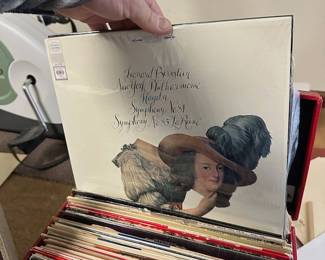 Leonard Bernstein
New York Philharmonic
Haydn
Symphony No. 84
Symphony No. 85 La Reine